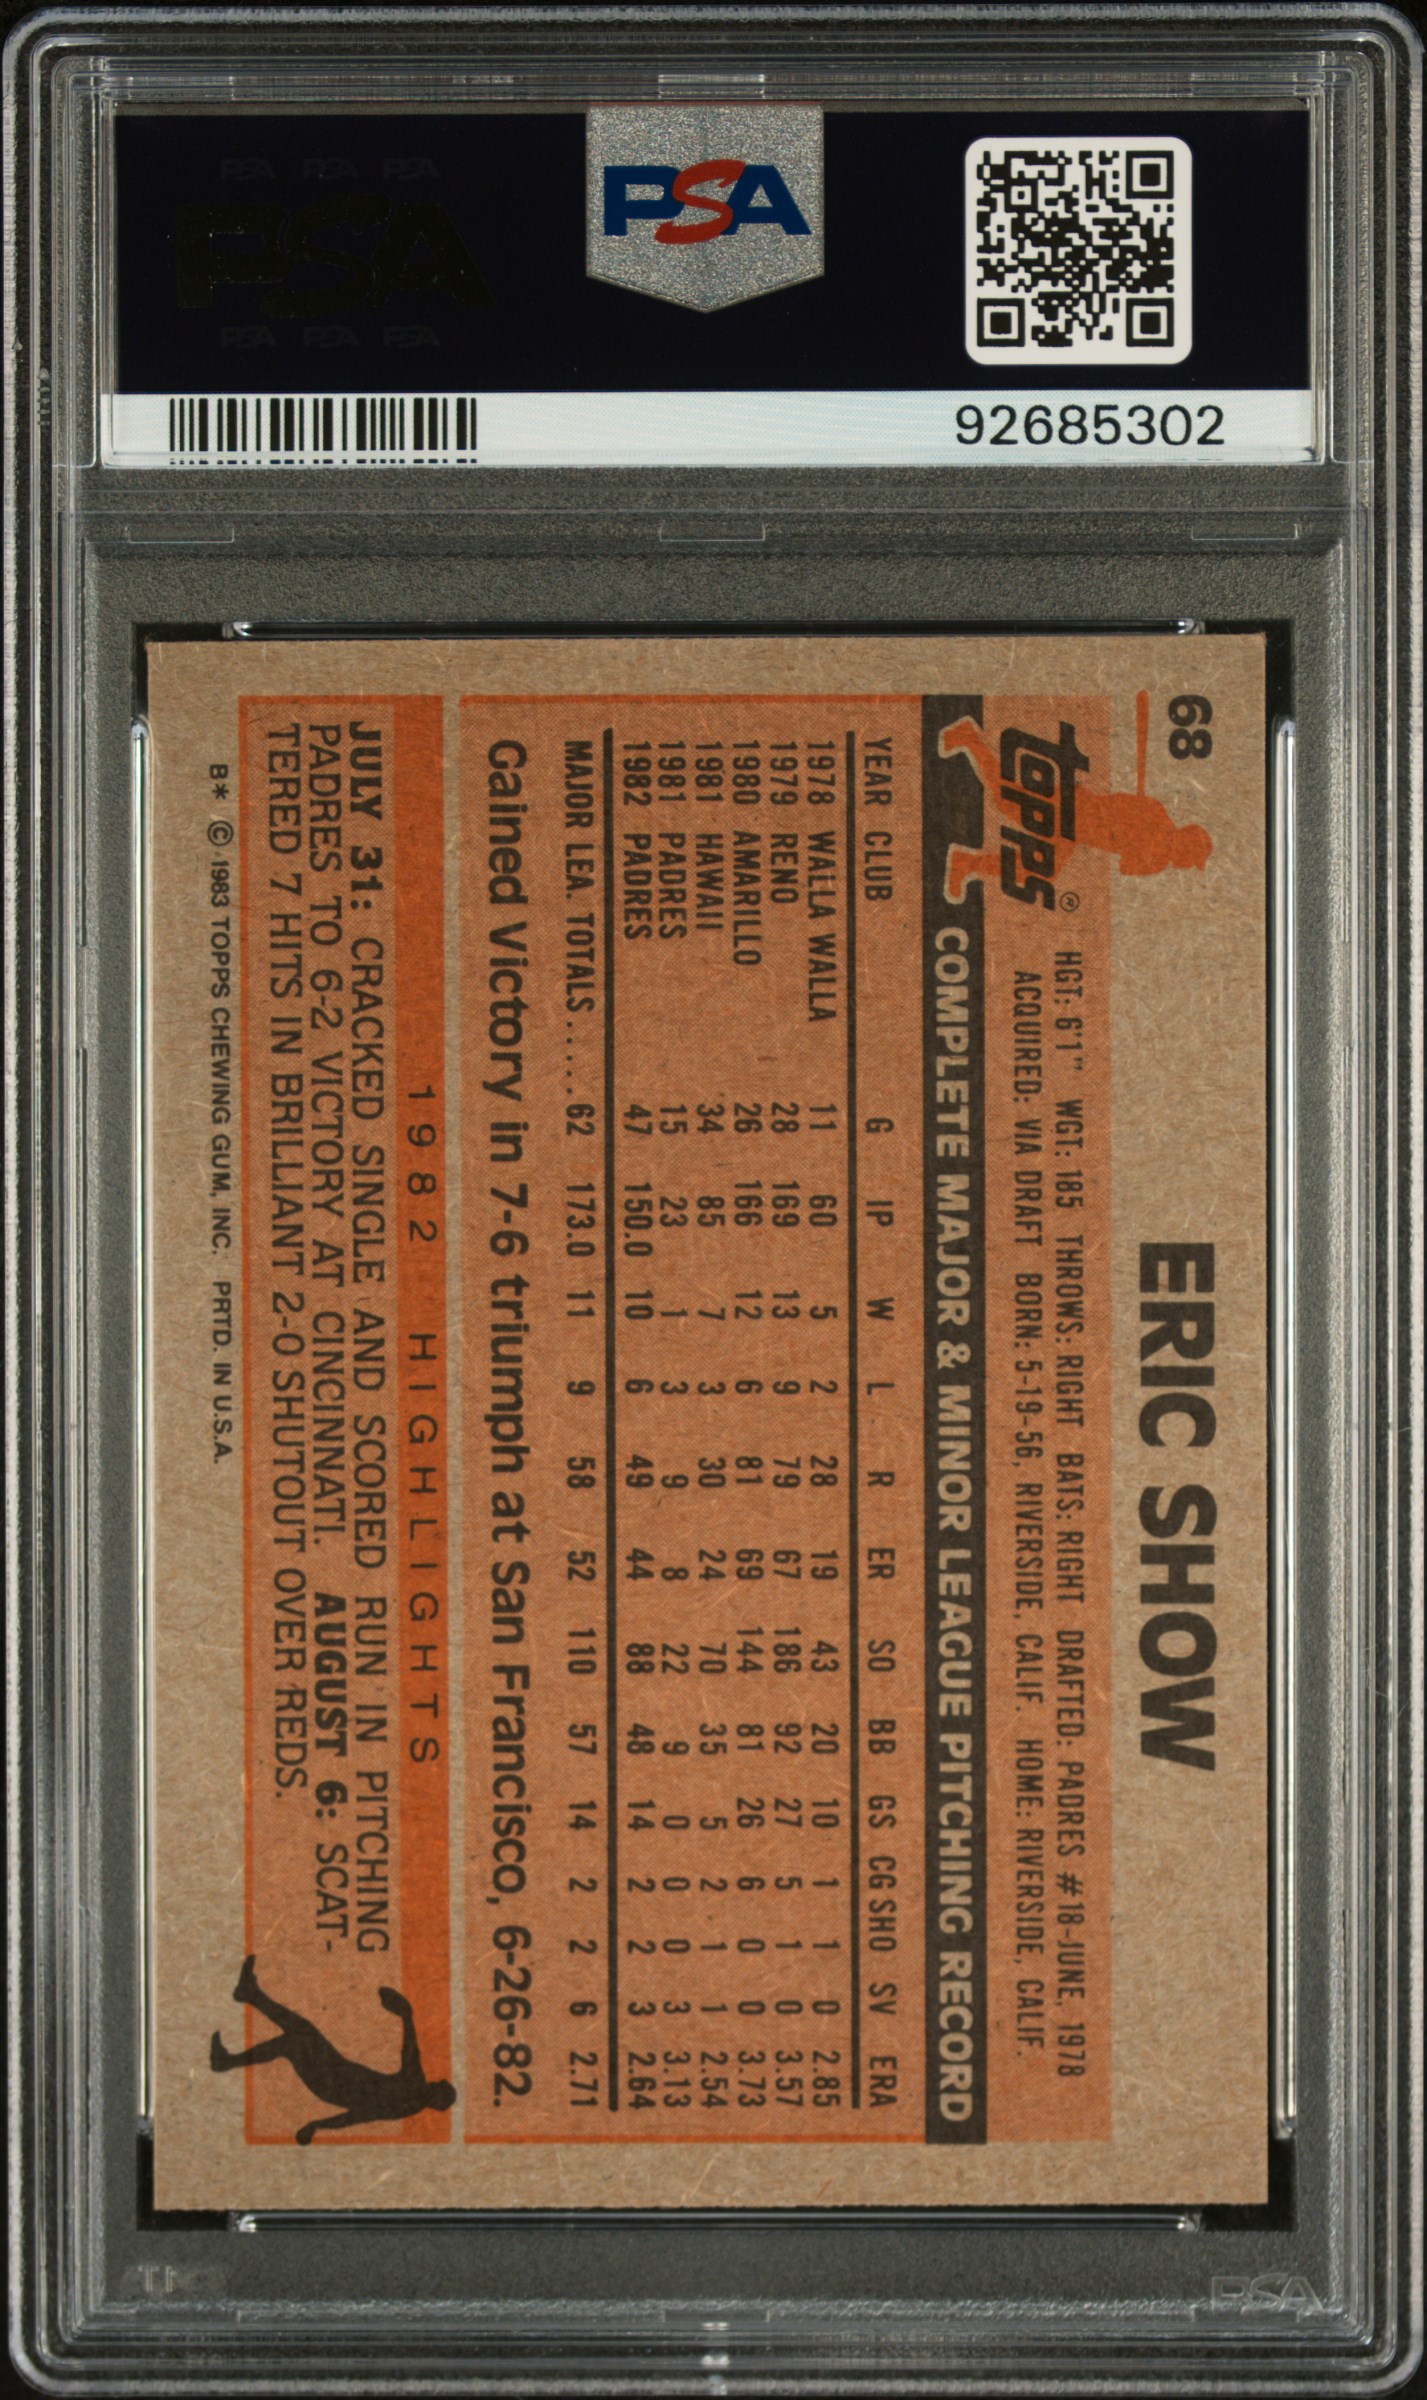 PSA PSA PSA
PSA
PSA PSA PSA
PSA
92685302
68
ERIC SHOW
Topps®
HGT: 6'1" WGT: 185 THROWS: RIGHT BATS: RIGHT DRAFTED: PADRES #18-JUNE, 1978
ACQUIRED: VIA DRAFT BORN: 5-19-56, RIVERSIDE, CALIF. HOME: RIVERSIDE, CALIF.
COMPLETE MAJOR & MINOR LEAGUE PITCHING RECORD
YEAR CLUB G IP W L R ER SO BB GS CG SHO SV ERA
1978 WALLA WALLA 11 60 5 2 28 19 43 20 10 1 1 0 2.85
1979 RENO 28 169 13 9 79 67 186 92 27 5 1 0 3.57
1980 AMARILLO 26 166 12 6 81 69 144 81 26 6 0 0 3.73
1981 HAWAII 34 85 7 3 30 24 70 35 5 2 1 1 2.54
1981 PADRES 15 23 1 3 9 8 22 9 0 0 0 3 3.13
1982 PADRES 47 150.0 10 6 49 44 88 48 14 2 2 3 2.64
MAJOR LEA. TOTALS..... 62 173.0 11 9 58 52 110 57 14 2 2 6 2.71
Gained Victory in 7-6 triumph at San Francisco, 6-26-82.
1982 HIGHLIGHTS
JULY 31: CRACKED SINGLE AND SCORED RUN IN PITCHING
PADRES TO 6-2 VICTORY AT CINCINNATI. AUGUST 6: SCAT-
TERED 7 HITS IN BRILLIANT 2-0 SHUTOUT OVER REDS.
B* © 1983 TOPPS CHEWING GUM, INC. PRTD. IN U.S.A.
PSA